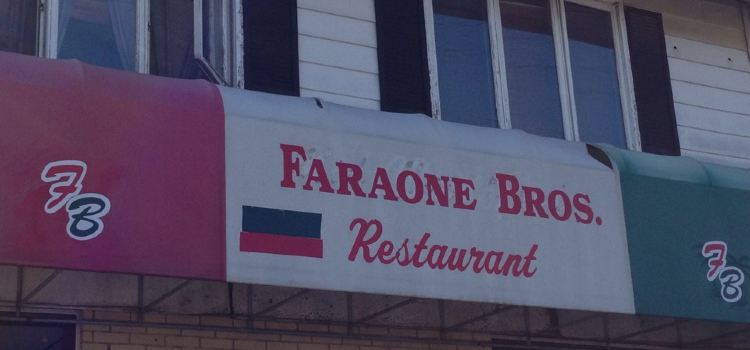 FB
FARAONE BROS.
Restaurant
FB